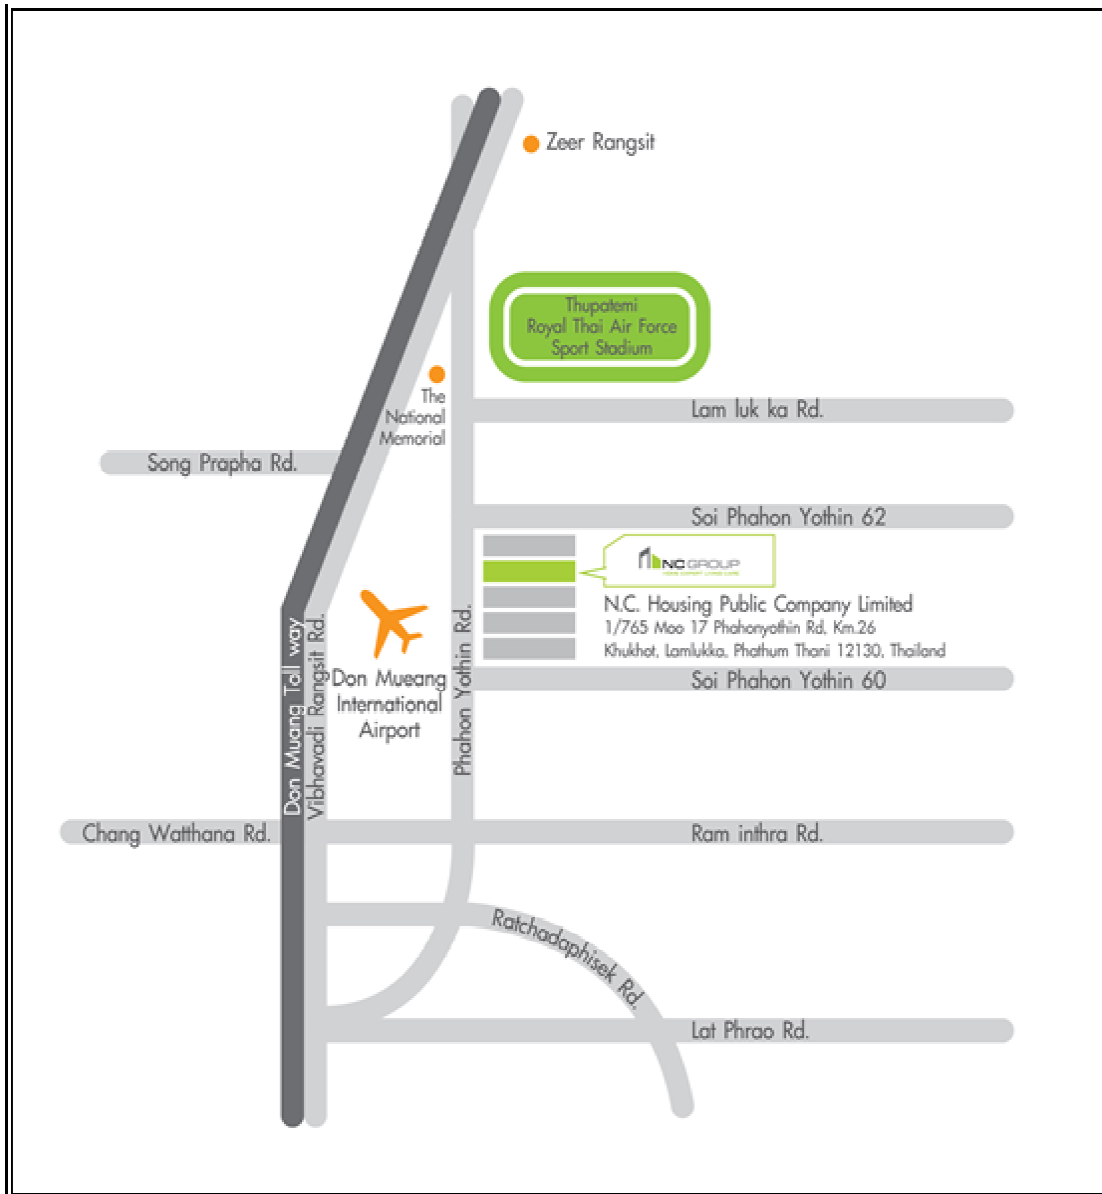 Zeer Rangsit
Thupatemi
Royal Thai Air Force
Sport Stadium
The
National
Memorial
Lam luk ka Rd.
Song Prapha Rd.
Soi Phahon Yothin 62
NC GROUP
N.C. Housing Public Company Limited
1/765 Moo 17 Phahonyothin Rd, Km.26
Khukhot, Lamlukka, Phathum Thani 12130, Thailand
Don Muang Toll way
Vibhavadi Rangsit Rd.
Don Mueang
International
Airport
Phahon Yothin Rd.
Soi Phahon Yothin 60
Chang Watthana Rd.
Ram inthra Rd.
Ratchadaphisek Rd.
Lat Phrao Rd.